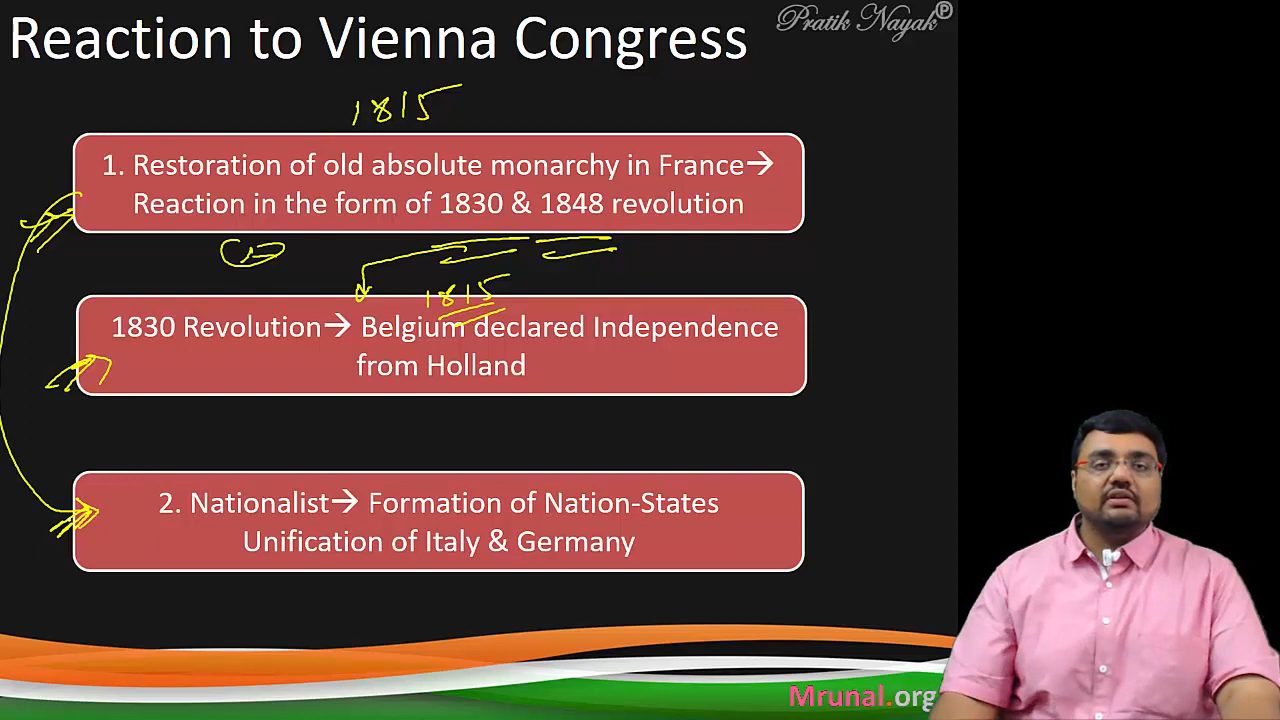 Reaction to Vienna Congress
Pratik Nayak℗
1815
1. Restoration of old absolute monarchy in France→
Reaction in the form of 1830 & 1848 revolution
1815
1830 Revolution→ Belgium declared Independence
from Holland
2. Nationalist→ Formation of Nation-States
Unification of Italy & Germany
Mrunal.org